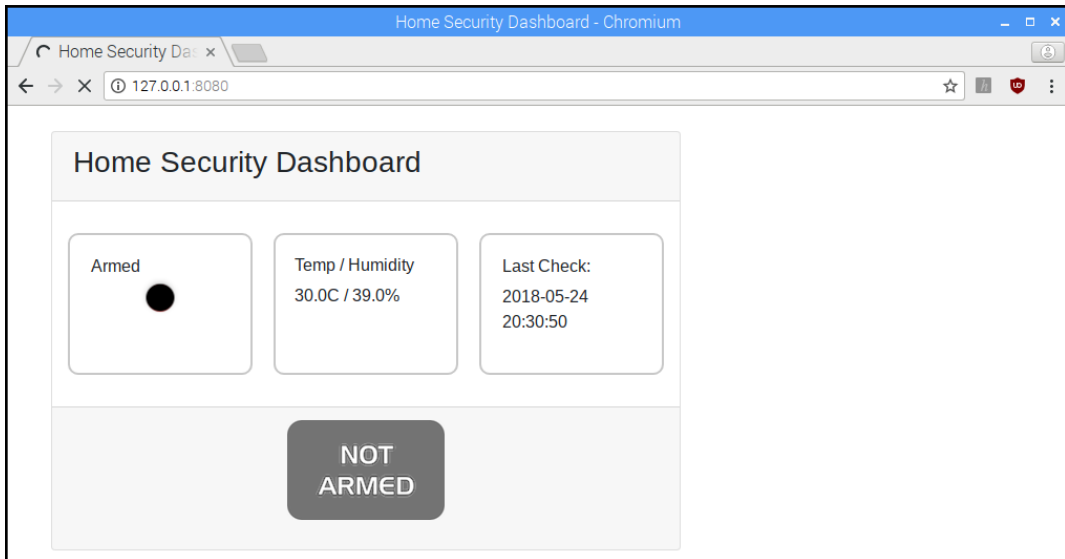 Home Security Dashboard - Chromium
Home Security Das
127.0.0.1:8080
Home Security Dashboard
Armed
Temp / Humidity
30.0C / 39.0%
Last Check:
2018-05-24
20:30:50
NOT
ARMED